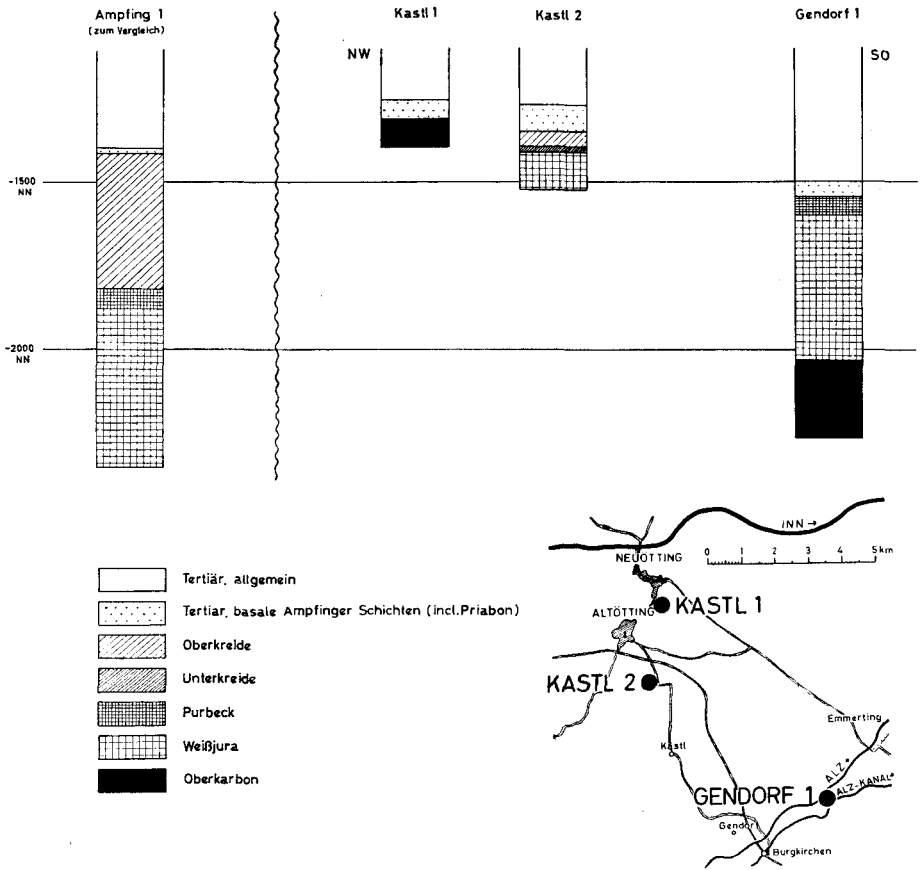 Ampfing 1
(zum Vergleich)
Kastl 1
Kastl 2
Gendorf 1
NW
SO
-1500
NN
-2000
NN
Tertiär, allgemein
Tertiär, basale Ampfinger Schichten (incl. Priabon)
Oberkreide
Unterkreide
Purbeck
Weißjura
Oberkarbon
INN →
NEUÖTTING
0 1 2 3 4 5 km
ALTÖTTING
KASTL 1
KASTL 2
Emmerting
Kastl
ALZ
GENDORF 1
ALZ-KANAL
Gendorf
Burgkirchen